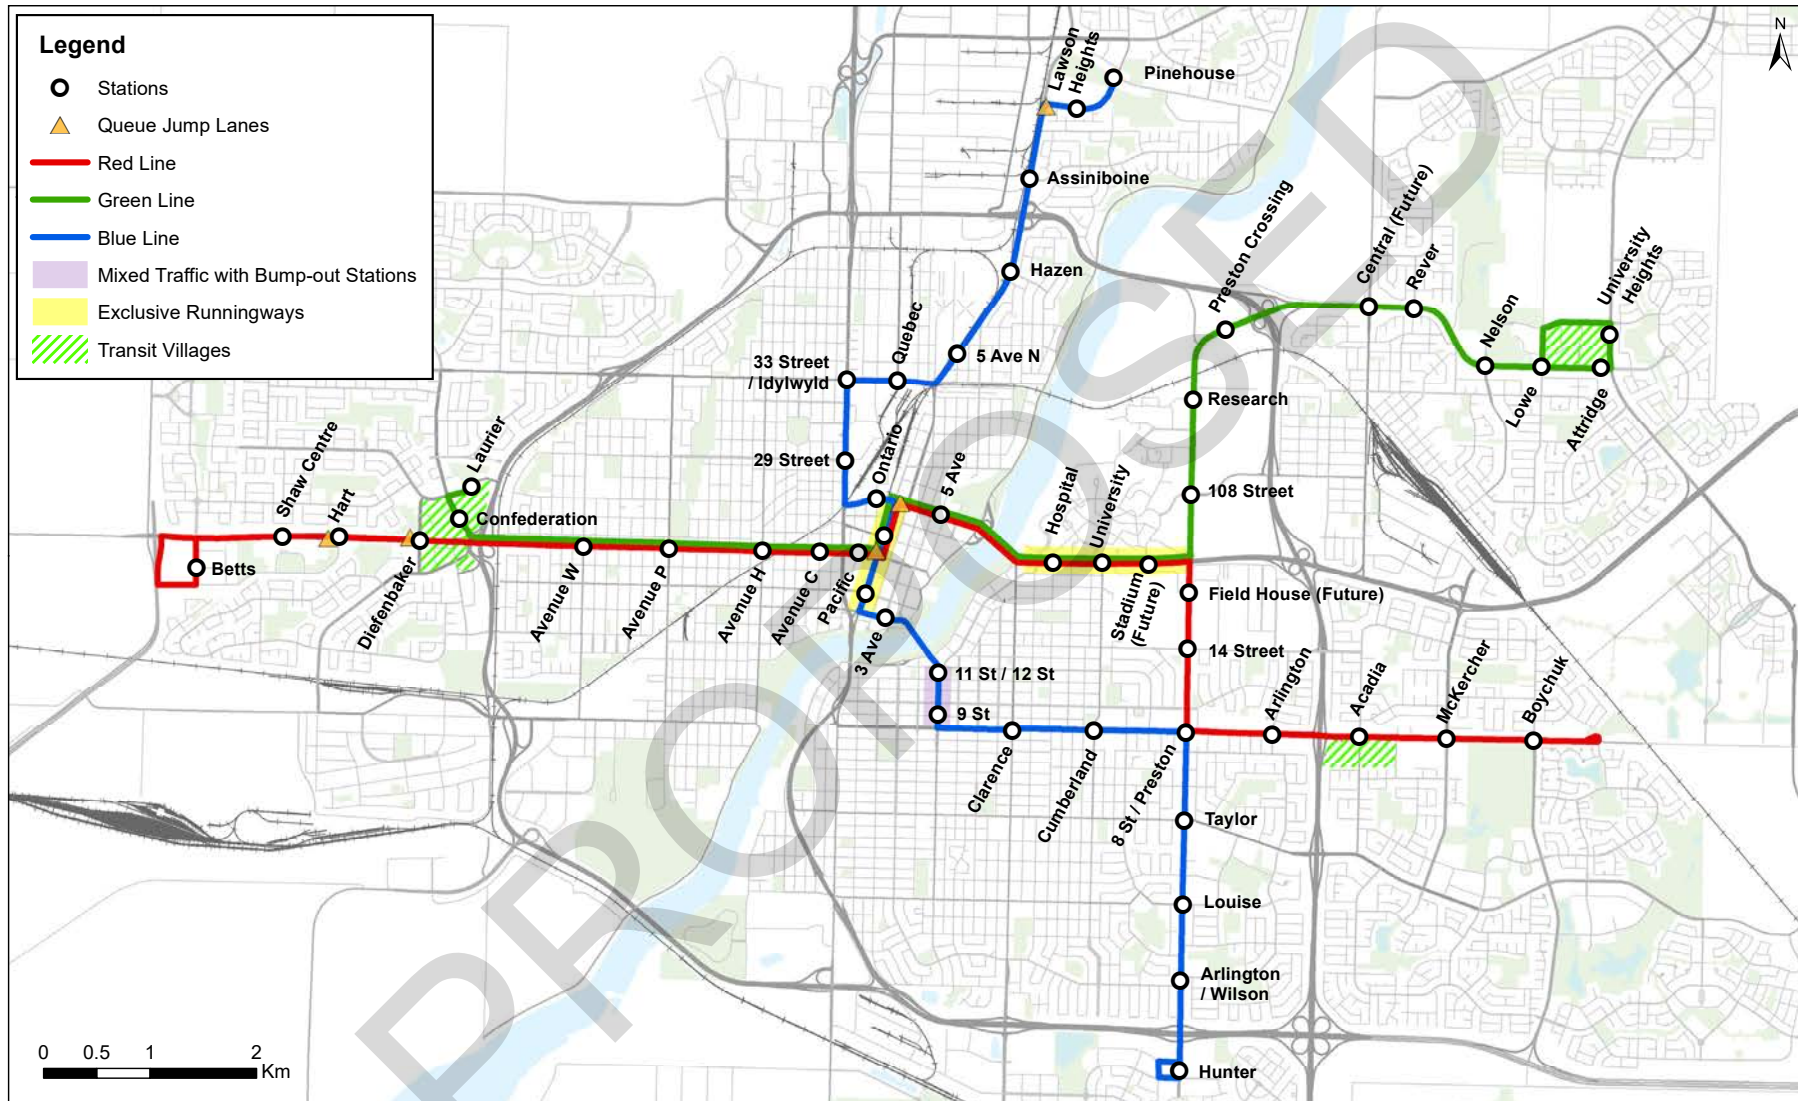 Legend
Stations
Queue Jump Lanes
Red Line
Green Line
Blue Line
Mixed Traffic with Bump-out Stations
Exclusive Runningways
Transit Villages
N
Lawson
Heights
Pinehouse
Assiniboine
Hazen
5 Ave N
Quebec
33 Street
/ Idylwyld
29 Street
Ontario
5 Ave
Hospital
University
Stadium
(Future)
Preston Crossing
Central (Future)
Rever
Nelson
Lowe
Attridge
University
Heights
Research
108 Street
Field House (Future)
14 Street
Shaw Centre
Hart
Betts
Diefenbaker
Laurier
Confederation
Avenue W
Avenue P
Avenue H
Avenue C
Pacific
3 Ave
11 St / 12 St
9 St
Clarence
Cumberland
8 St / Preston
Arlington
Acadia
McKercher
Boychuk
Taylor
Louise
Arlington
/ Wilson
Hunter
0 0.5 1 2
Km
PROPOSED